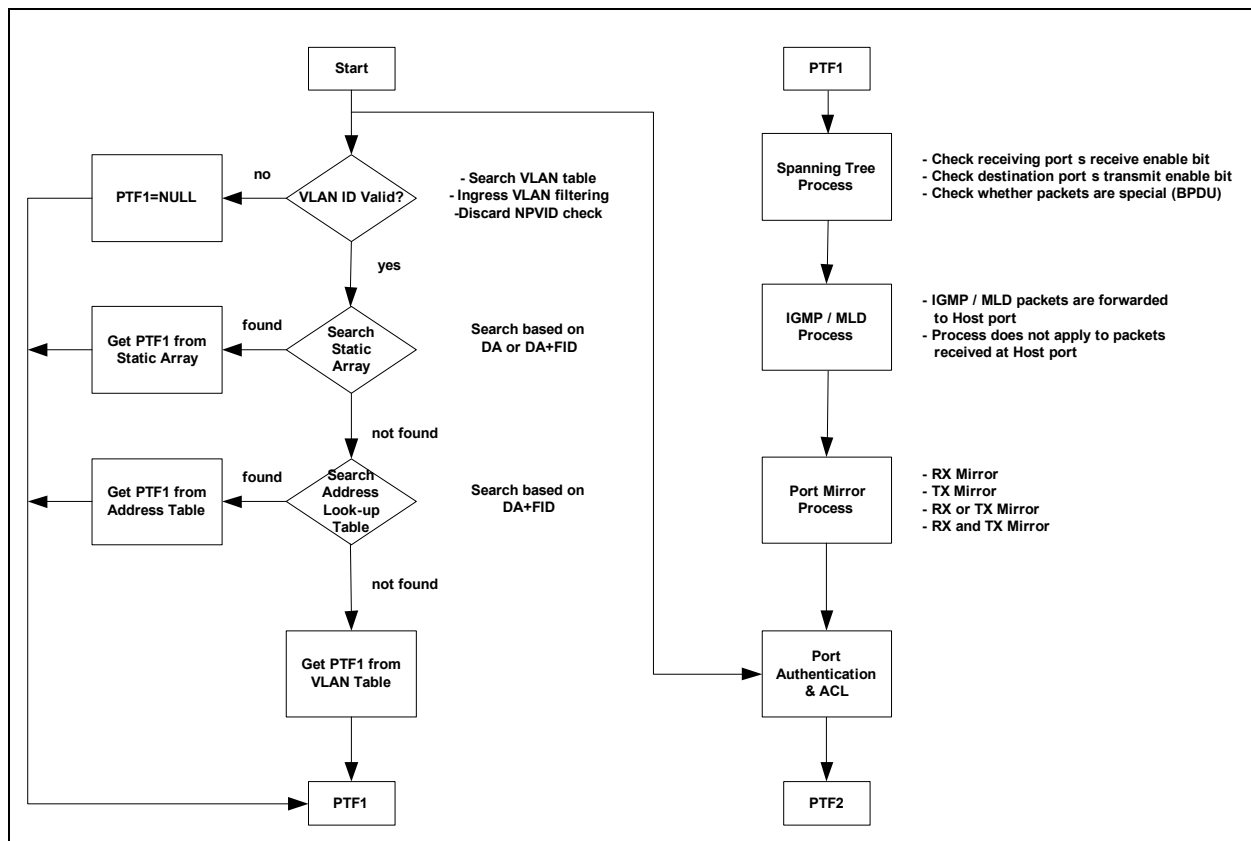 Start
no
PTF1=NULL
VLAN ID Valid?
- Search VLAN table
- Ingress VLAN filtering
-Discard NPVID check
yes
found
Get PTF1 from
Static Array
Search
Static
Array
Search based on
DA or DA+FID
not found
found
Get PTF1 from
Address Table
Search
Address
Look-up
Table
Search based on
DA+FID
not found
Get PTF1 from
VLAN Table
PTF1
PTF1
Spanning Tree
Process
- Check receiving port s receive enable bit
- Check destination port s transmit enable bit
- Check whether packets are special (BPDU)
IGMP / MLD
Process
- IGMP / MLD packets are forwarded
to Host port
- Process does not apply to packets
received at Host port
Port Mirror
Process
- RX Mirror
- TX Mirror
- RX or TX Mirror
- RX and TX Mirror
Port
Authentication
& ACL
PTF2